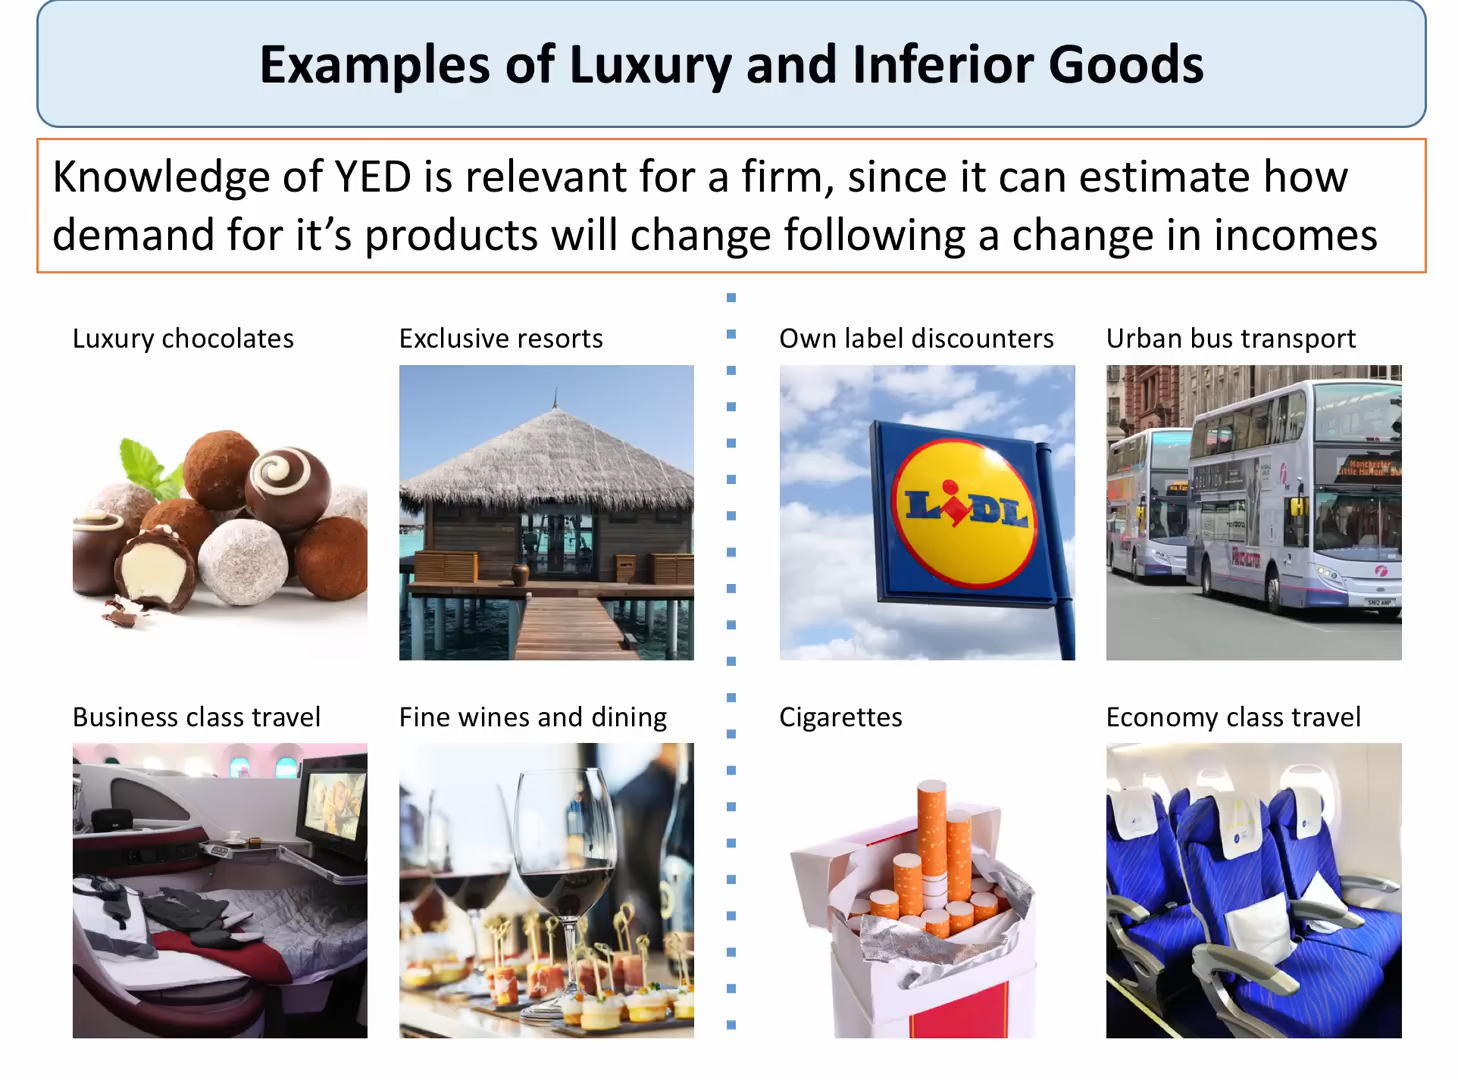 Examples of Luxury and Inferior Goods
Knowledge of YED is relevant for a firm, since it can estimate how
demand for it’s products will change following a change in incomes
Luxury chocolates
Exclusive resorts
Own label discounters
Urban bus transport
LiDL
Manchester
Business class travel
Fine wines and dining
Cigarettes
Economy class travel